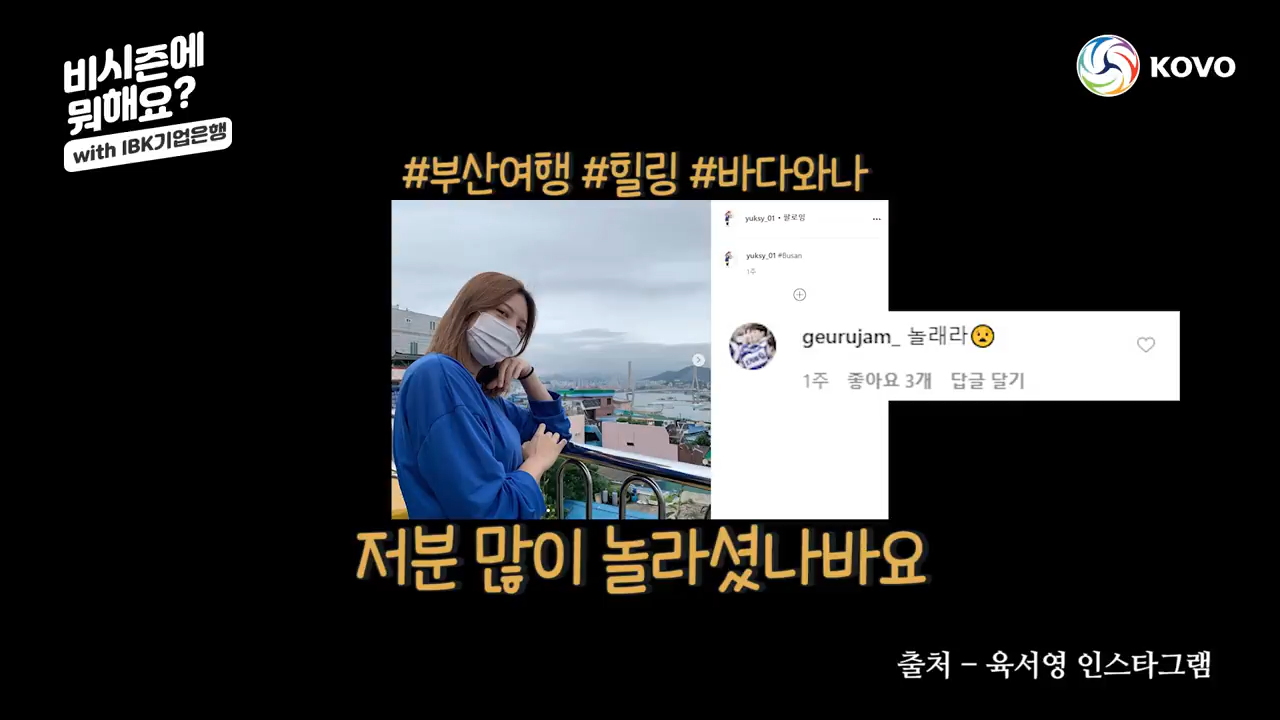 비시즌에
뭐해요?
with IBK기업은행
KOVO
#부산여행 #힐링 #바다와나
yuksy_01 • 팔로잉
yuksy_01 #Busan
1주
geurujam_ 놀래라😦
1주 좋아요 3개 답글 달기
저분 많이 놀라셨나바요
출처 - 육서영 인스타그램